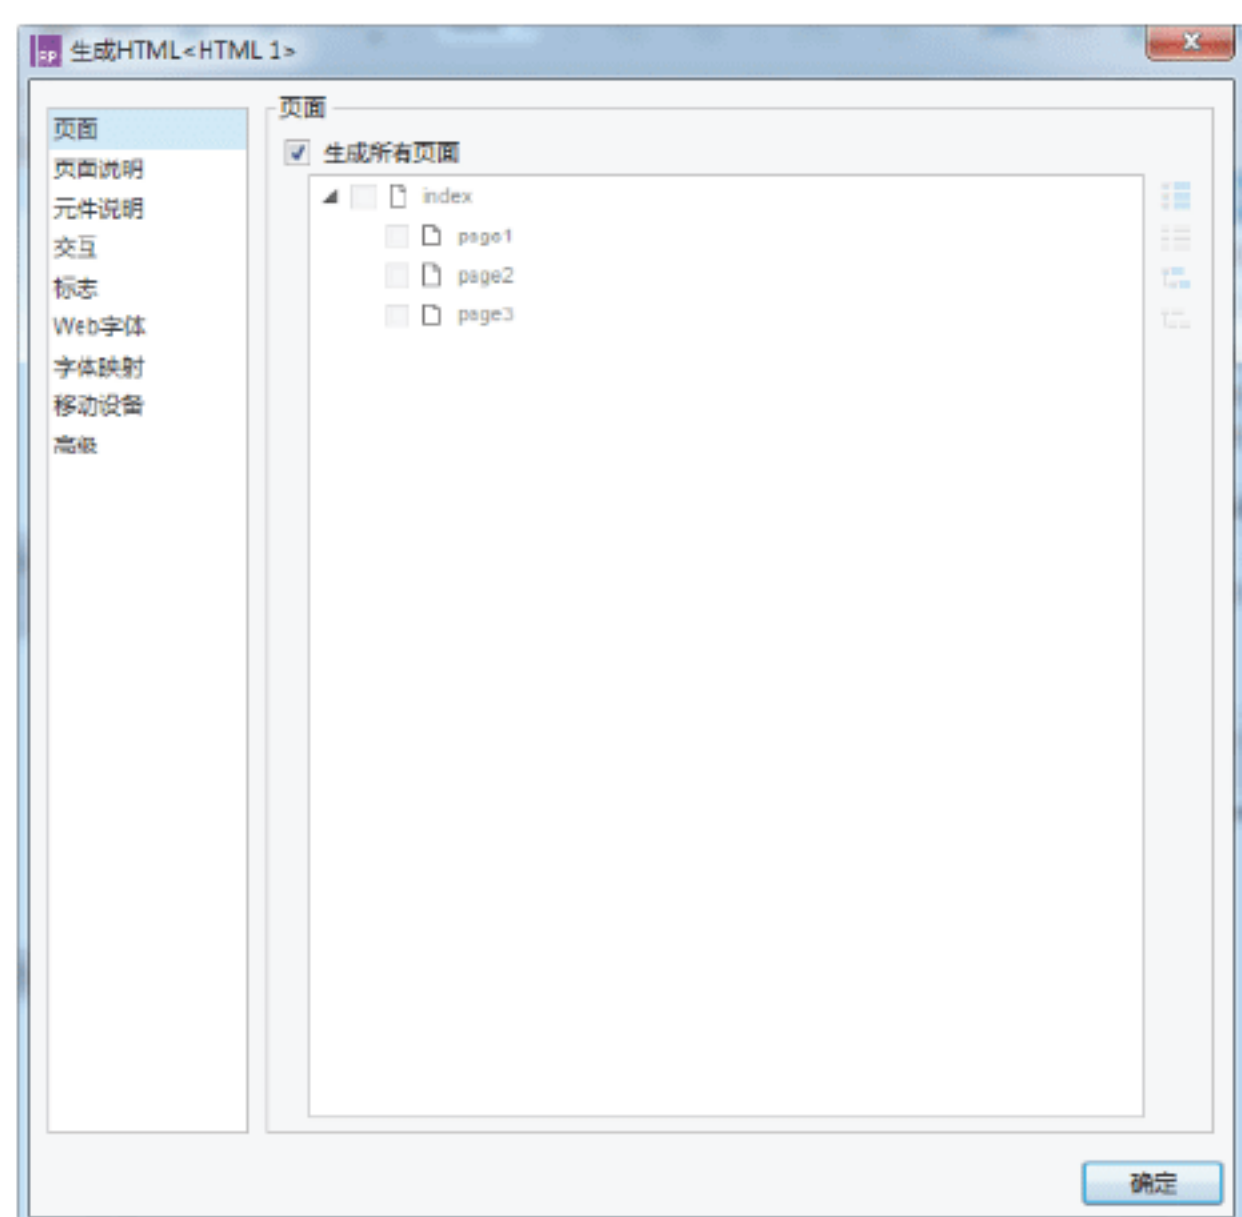 生成HTML<HTML 1>
页面
页面说明
元件说明
交互
标志
Web字体
字体映射
移动设备
高级
页面
生成所有页面
index
page1
page2
page3
确定